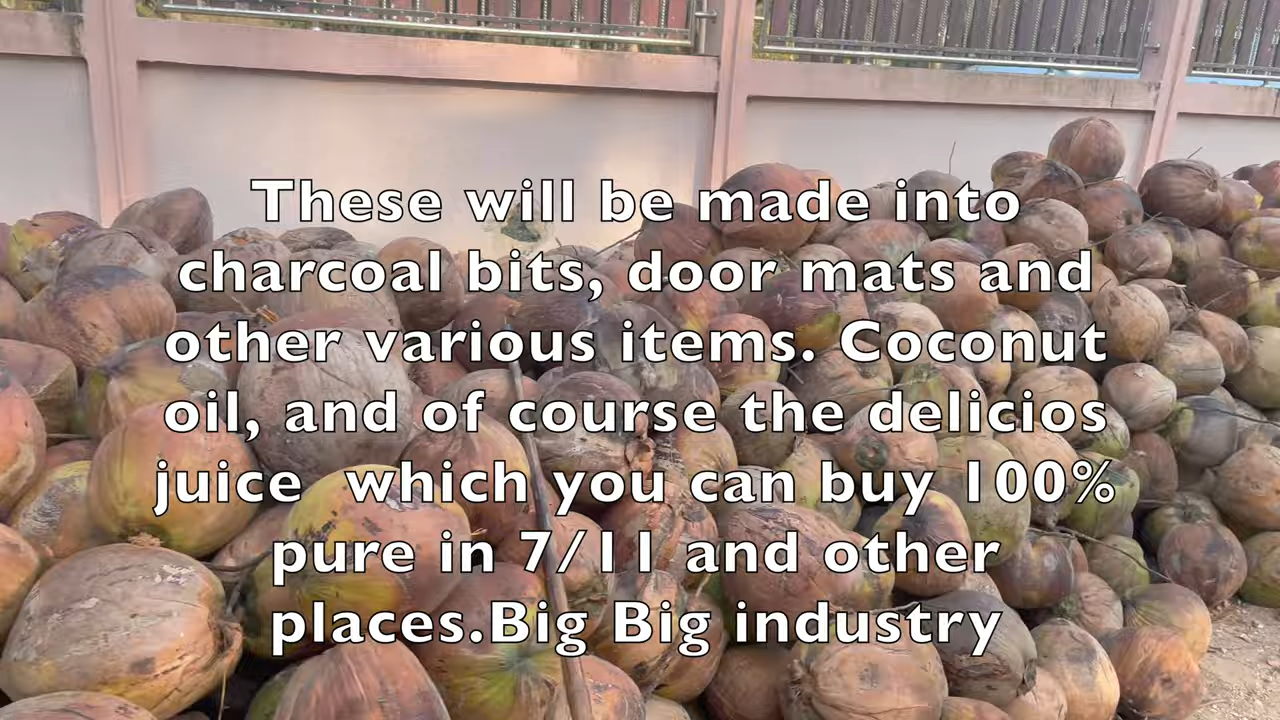 These will be made into
charcoal bits, door mats and
other various items. Coconut
oil, and of course the delicios
juice  which you can buy 100%
pure in 7/11 and other
places.Big Big industry